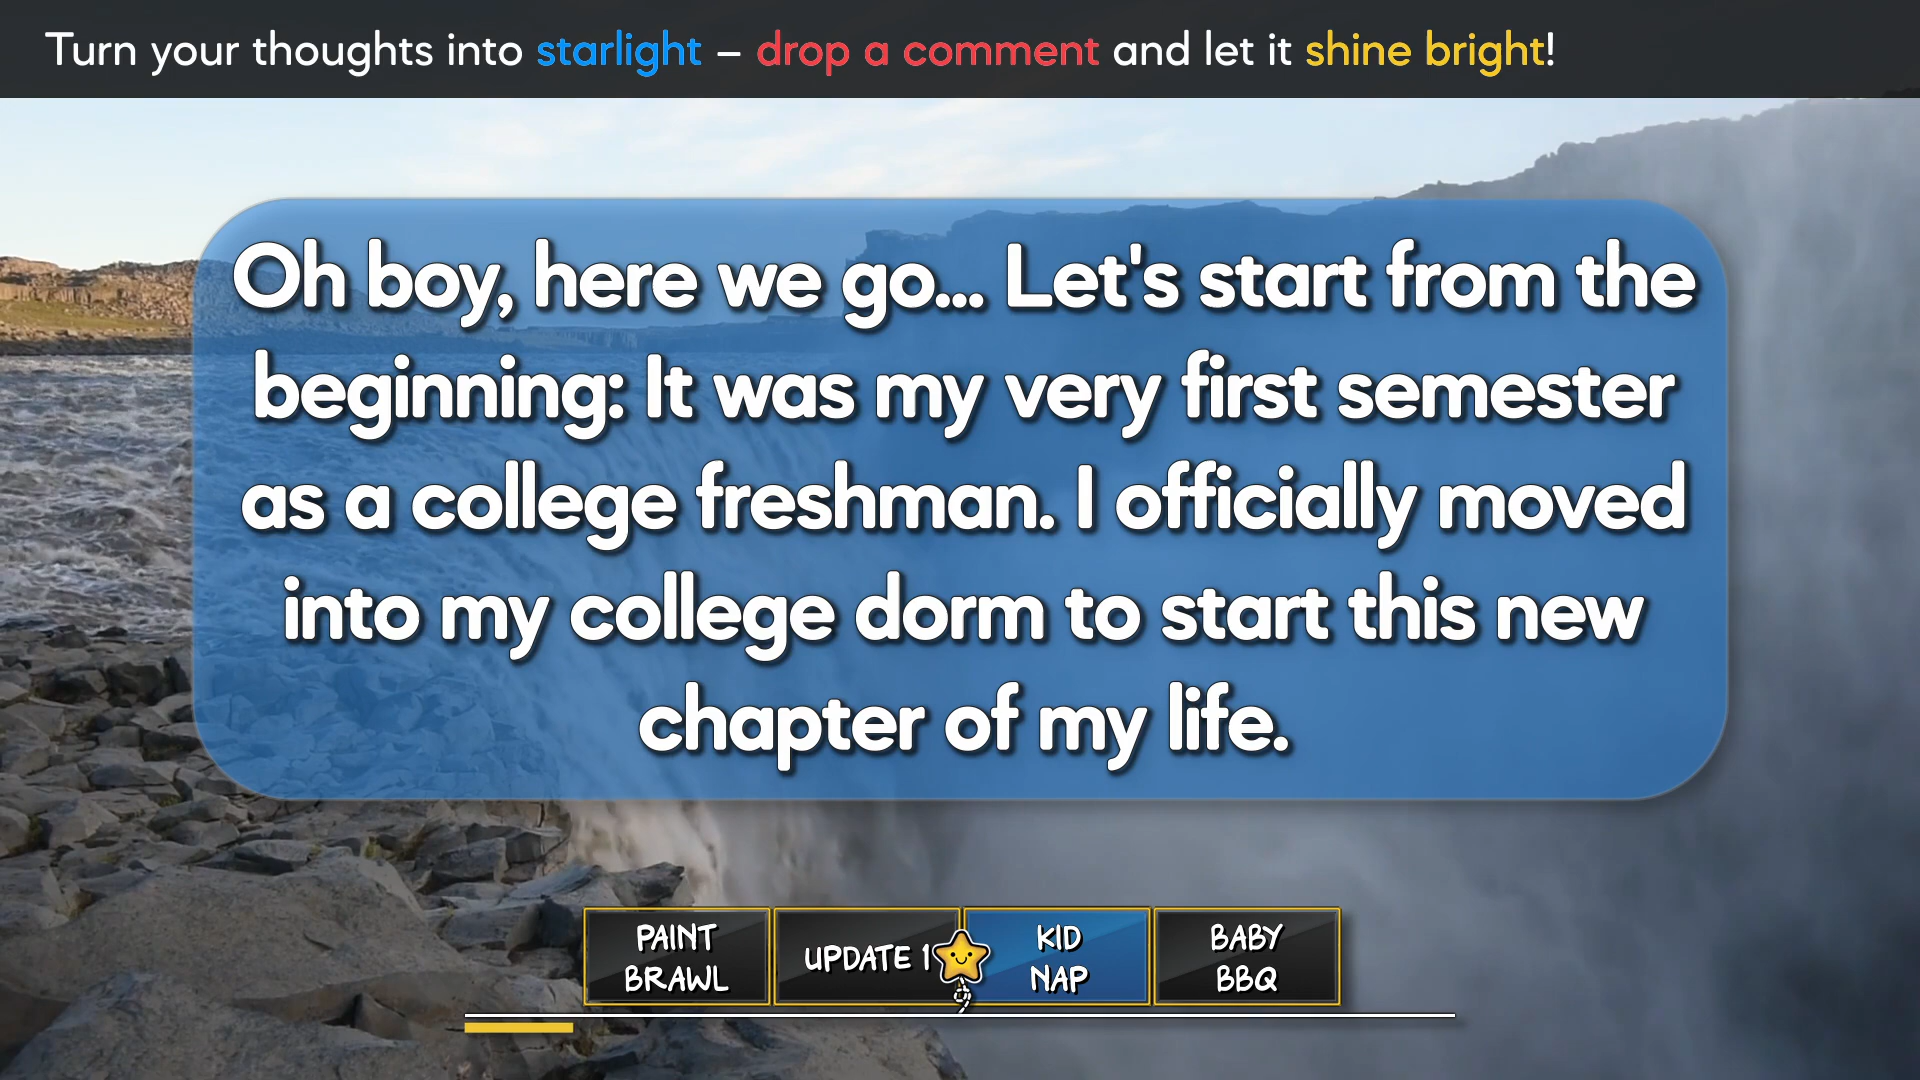 Turn your thoughts into starlight – drop a comment and let it shine bright!
Oh boy, here we go... Let's start from the
beginning: It was my very first semester
as a college freshman. I officially moved
into my college dorm to start this new
chapter of my life.
PAINT
BRAWL
UPDATE 1
KID
NAP
BABY
BBQ